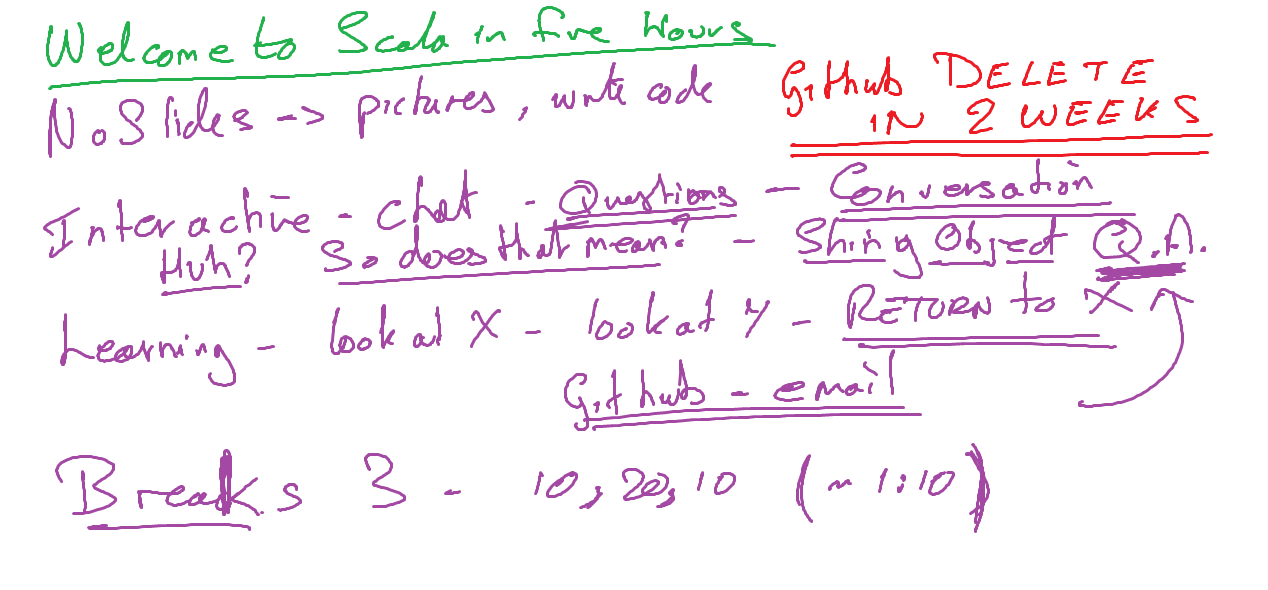 Welcome to Scala in five Hours
No Slides -> pictures, write code
Github DELETE
IN 2 WEEKS
Interactive - chat - Questions - Conversation
Huh? So does that mean? - Shiny Object Q.A.
Learning - look at X - look at Y - RETURN to X
Github - email
Breaks 3 - 10, 20, 10 (~ 1:10)